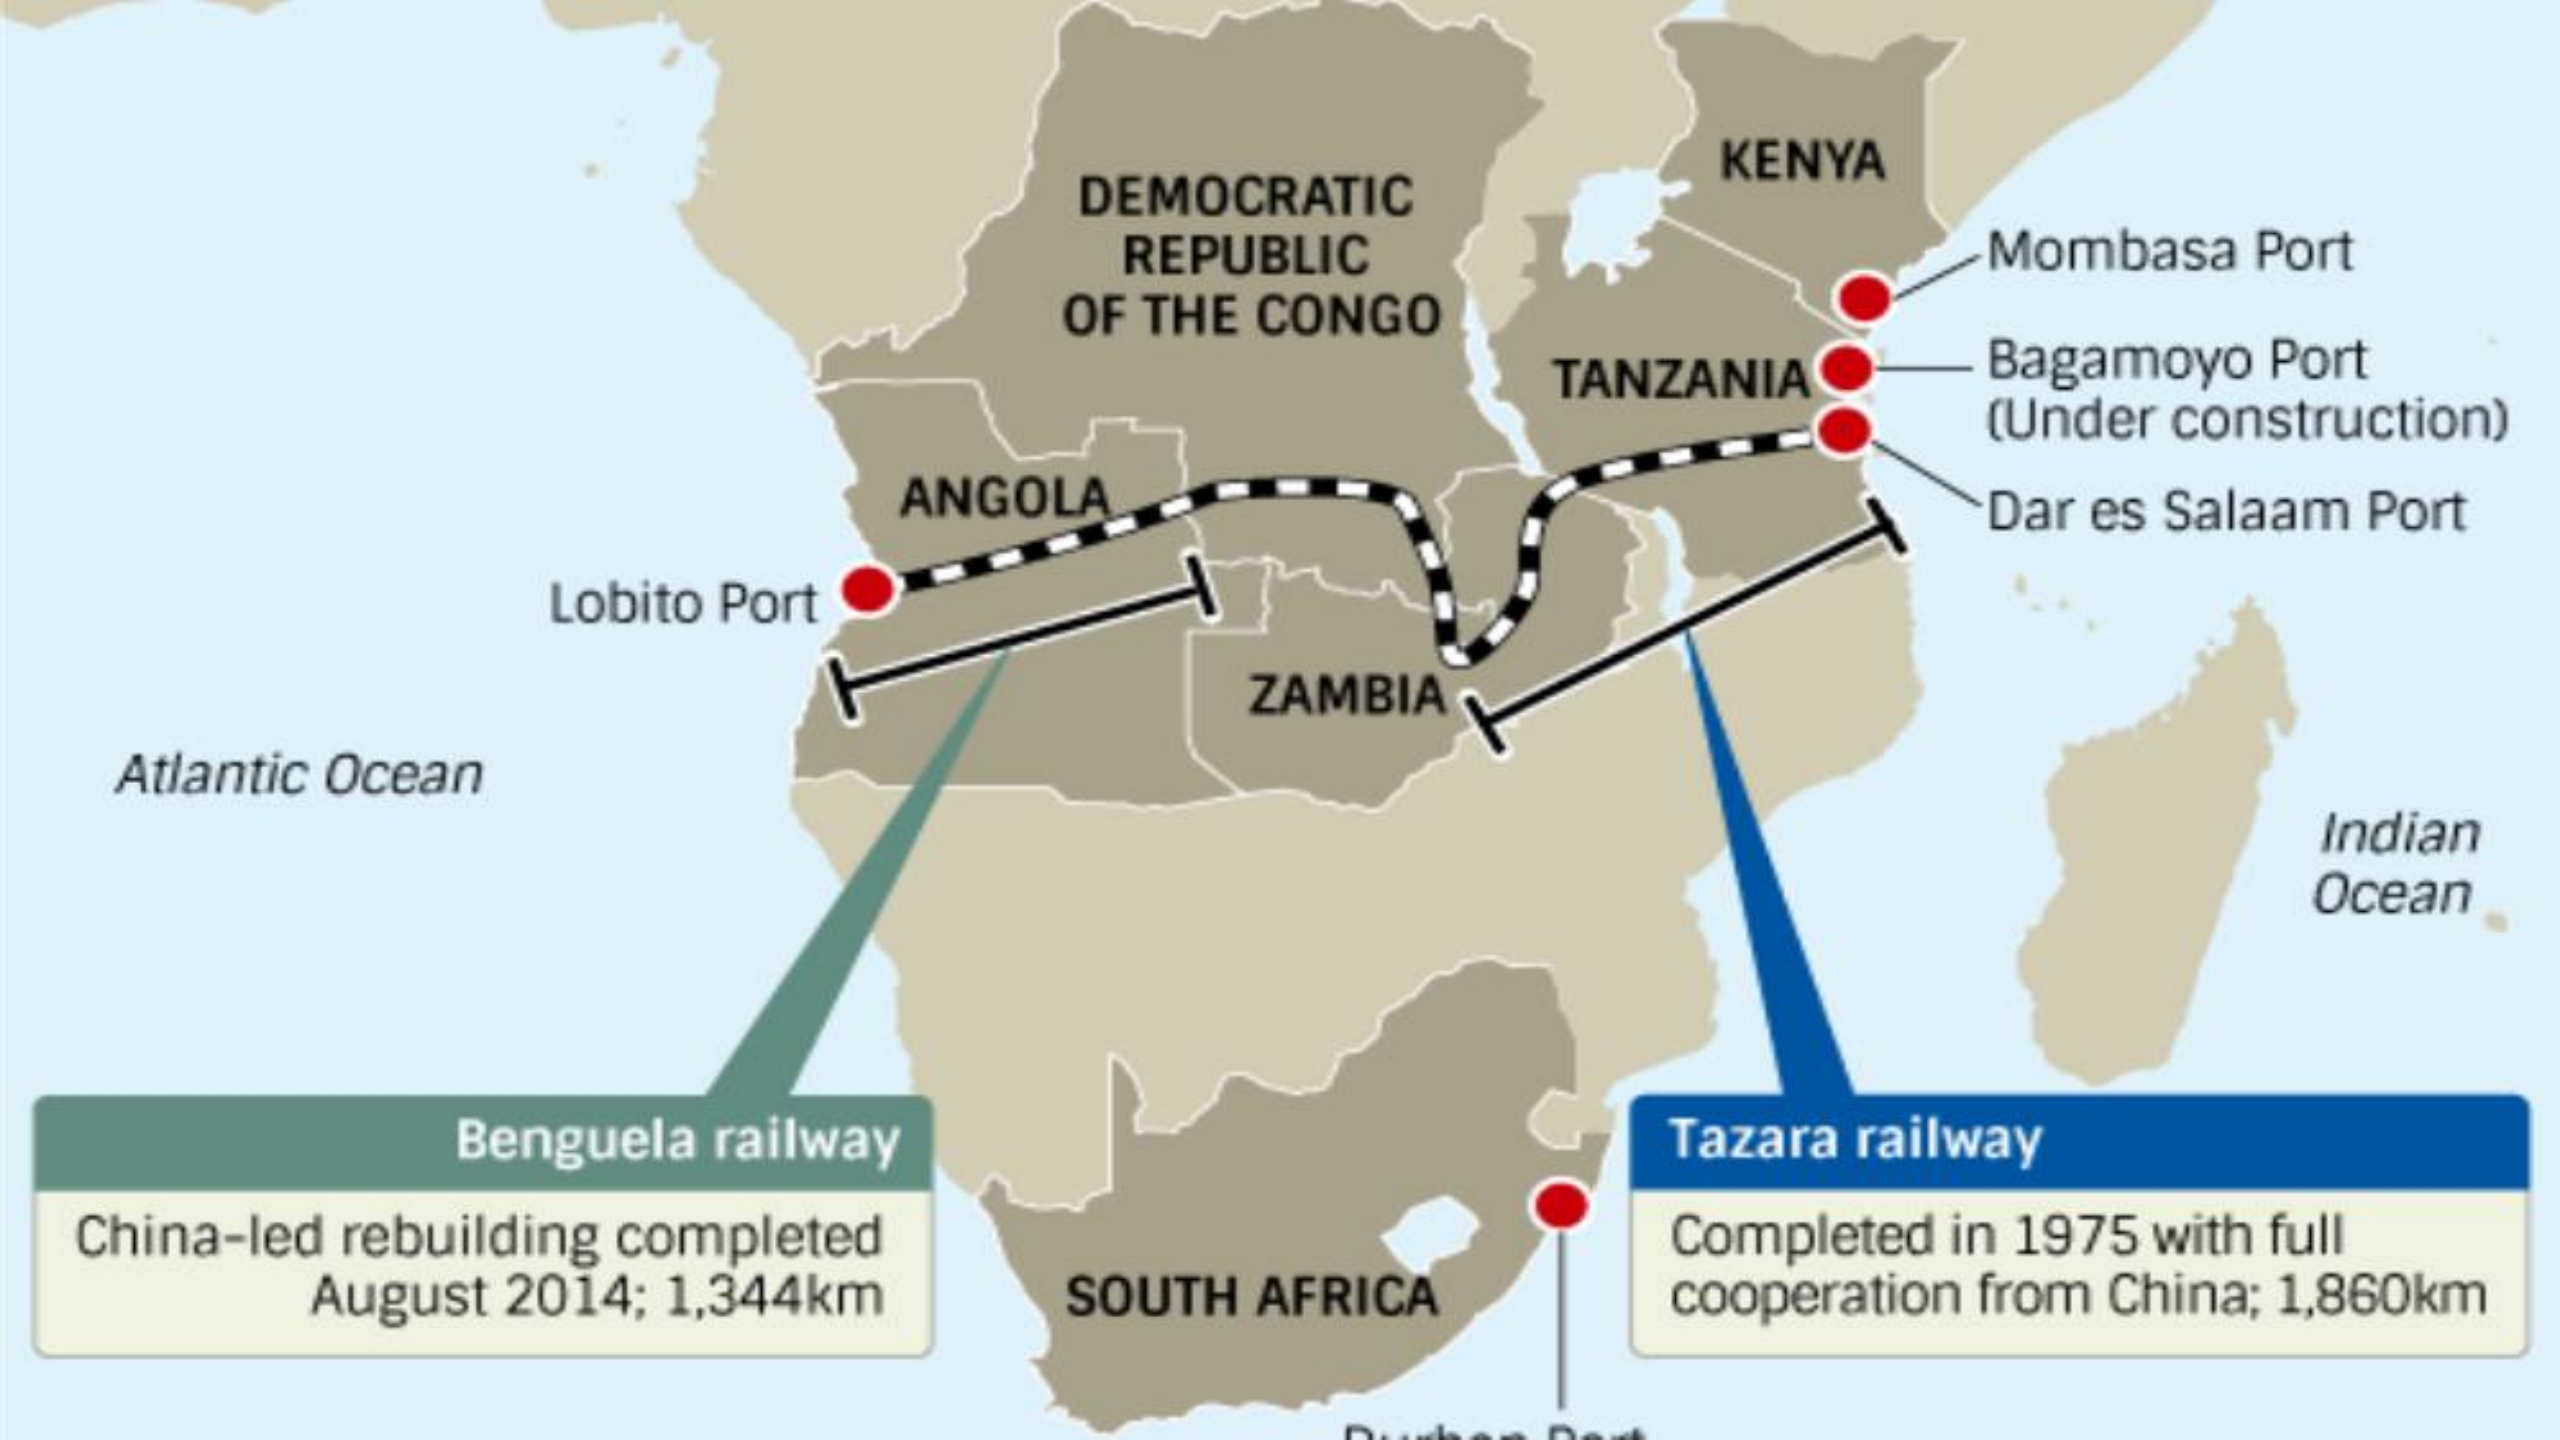 DEMOCRATIC
REPUBLIC
OF THE CONGO
KENYA
Mombasa Port
TANZANIA
Bagamoyo Port
(Under construction)
ANGOLA
Dar es Salaam Port
Lobito Port
ZAMBIA
Atlantic Ocean
Indian
Ocean
Benguela railway
China-led rebuilding completed
August 2014; 1,344km
Tazara railway
Completed in 1975 with full
cooperation from China; 1,860km
SOUTH AFRICA
Durban Port